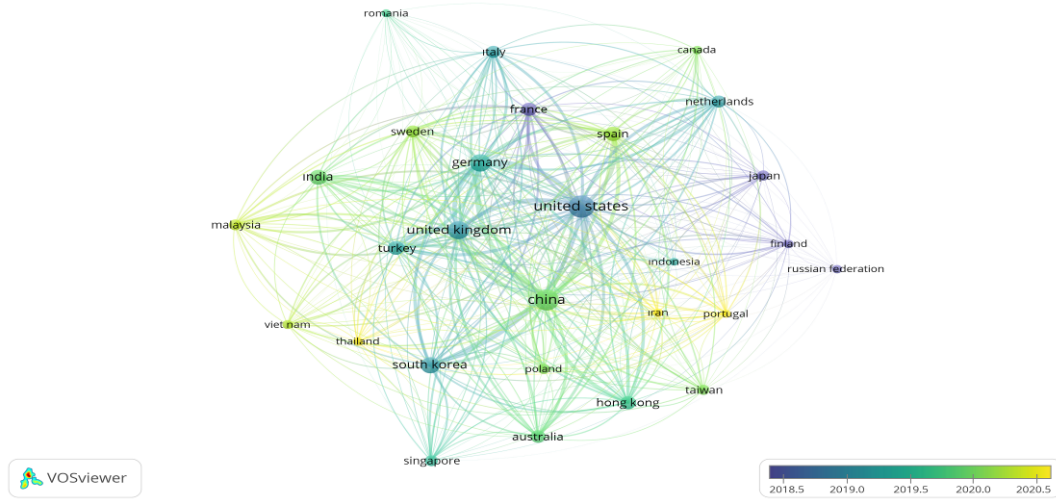 romania
italy
canada
france
netherlands
sweden
spain
germany
india
japan
united states
malaysia
united kingdom
turkey
finland
indonesia
russian federation
china
iran
portugal
viet nam
thailand
south korea
poland
taiwan
hong kong
australia
singapore
VOSviewer
2018.5 2019.0 2019.5 2020.0 2020.5